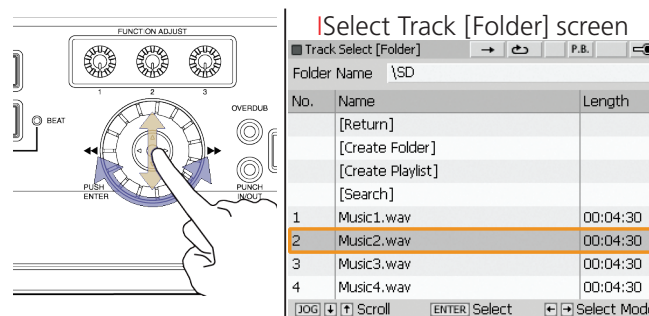 FUNCTION ADJUST
1 2 3
BEAT
OVERDUB
PUSH
ENTER
PUNCH
IN/OUT
Select Track [Folder] screen
Track Select [Folder] P.B.
Folder Name \SD
No. Name Length
[Return]
[Create Folder]
[Create Playlist]
[Search]
1 Music1.wav 00:04:30
2 Music2.wav 00:04:30
3 Music3.wav 00:04:30
4 Music4.wav 00:04:30
JOG Scroll ENTER Select Select Mod